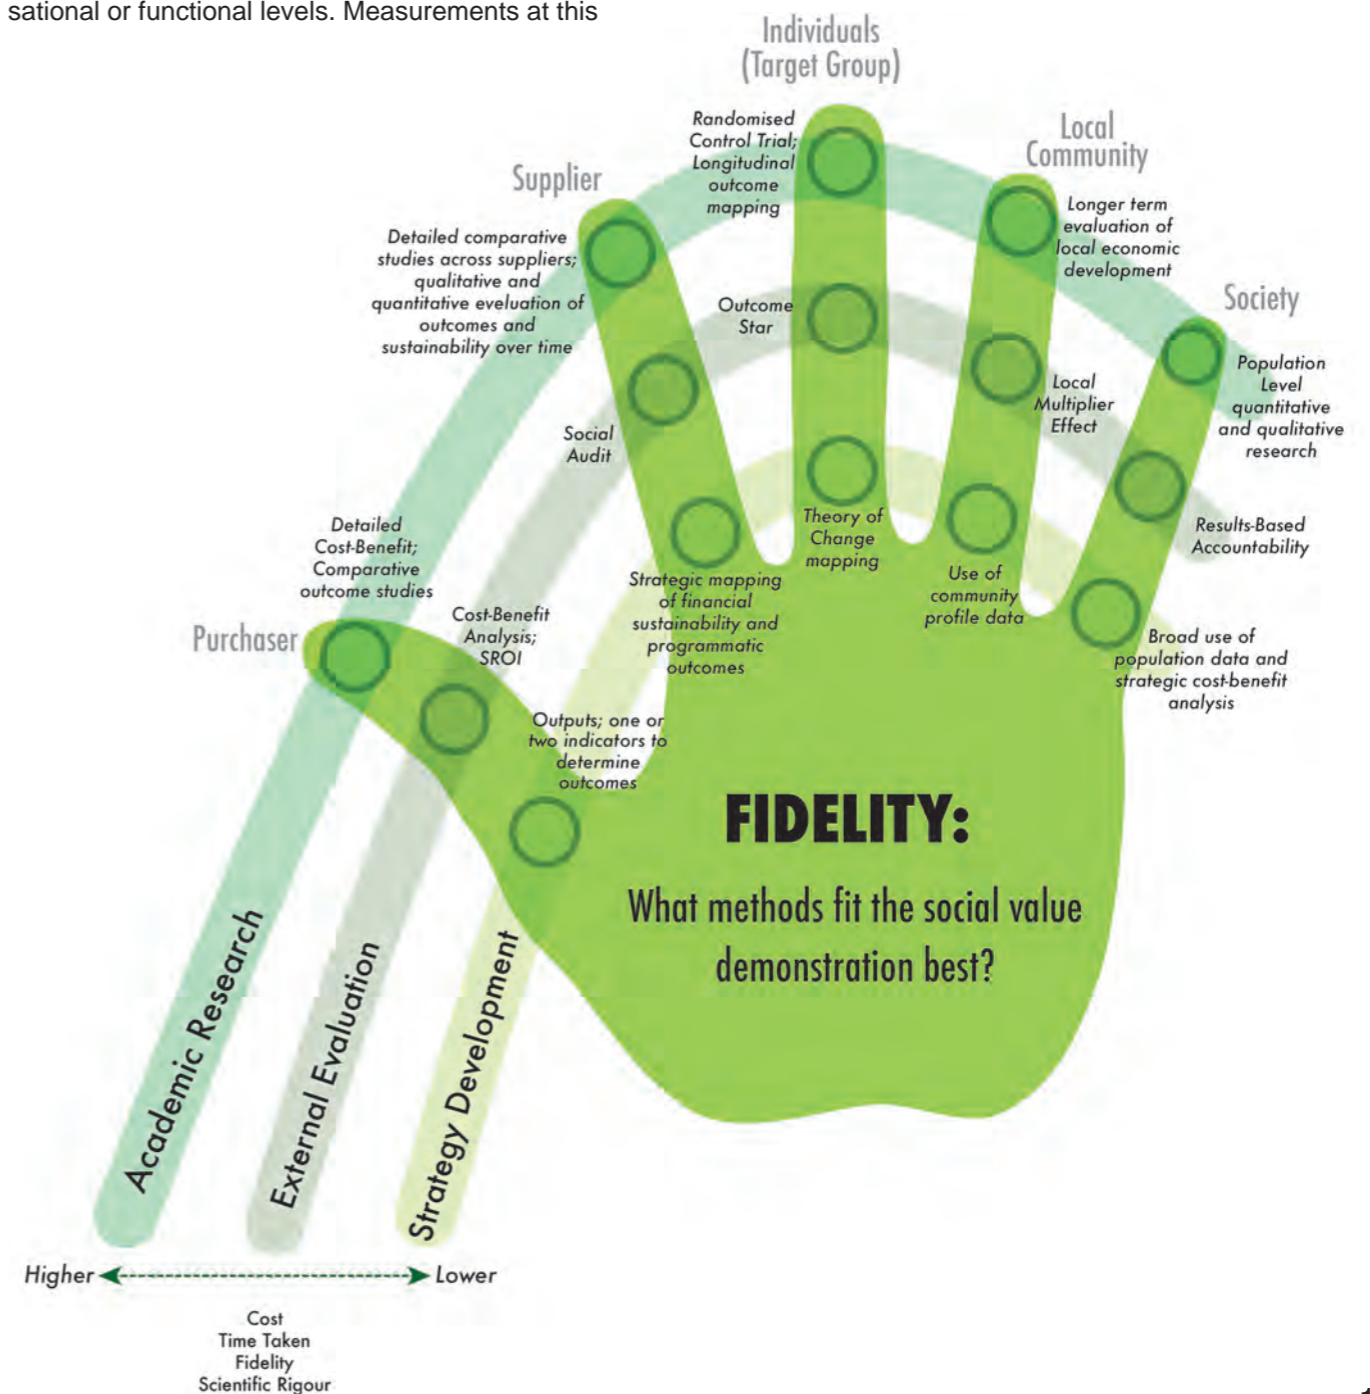 sational or functional levels. Measurements at this
Individuals
(Target Group)
Randomised
Control Trial;
Longitudinal
outcome
mapping
Local
Community
Supplier
Longer term
evaluation of
local economic
development
Detailed comparative
studies across suppliers;
qualitative and
quantitative eveluation of
outcomes and
sustainability over time
Outcome
Star
Society
Population
Level
quantitative
and qualitative
research
Local
Multiplier
Effect
Social
Audit
Detailed
Cost-Benefit;
Comparative
outcome studies
Theory of
Change
mapping
Results-Based
Accountability
Strategic mapping
of financial
sustainability and
programmatic
outcomes
Use of
community
profile data
Purchaser
Cost-Benefit
Analysis;
SROI
Broad use of
population data and
strategic cost-benefit
analysis
Outputs; one or
two indicators to
determine
outcomes
FIDELITY:
What methods fit the social value
demonstration best?
Academic Research
External Evaluation
Strategy Development
Higher
Lower
Cost
Time Taken
Fidelity
Scientific Rigour